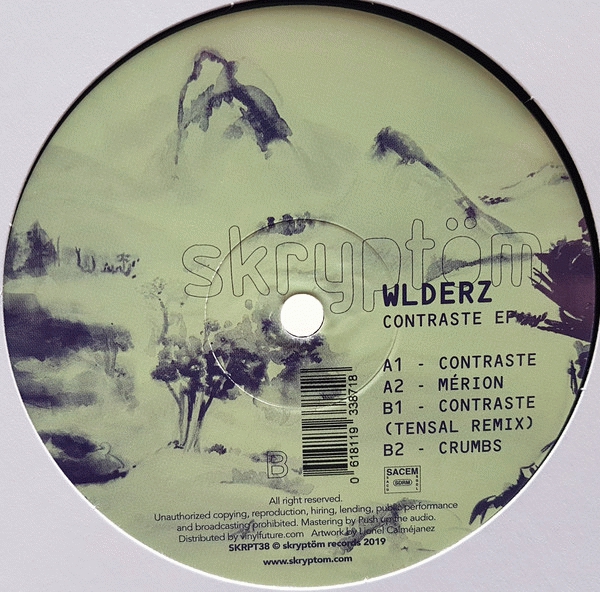 skryptöm
WLDERZ
CONTRASTE EP
A1 - CONTRASTE
A2 - MÉRION
B1 - CONTRASTE
(TENSAL REMIX)
B2 - CRUMBS
B
0 618119 338718
SACEM
SDRM
All right reserved.
Unauthorized copying, reproduction, hiring, lending, public performance
and broadcasting prohibited. Mastering by Push up the audio.
Distributed by vinylfuture.com Artwork by Lionel Calméjanez
SKRPT38 © skryptöm records 2019
www.skryptom.com